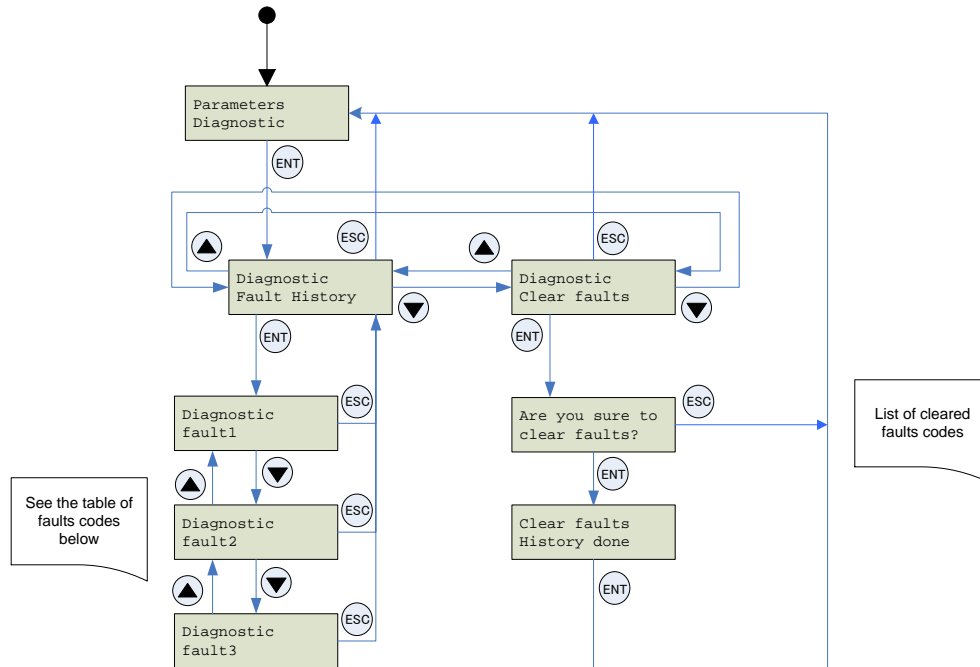 Parameters
Diagnostic
ENT
ESC
ESC
Diagnostic
Fault History
Diagnostic
Clear faults
ENT
ENT
Diagnostic
fault1
ESC
Are you sure to
clear faults?
ESC
List of cleared
faults codes
ENT
See the table of
faults codes
below
Diagnostic
fault2
ESC
Clear faults
History done
ENT
Diagnostic
fault3
ESC